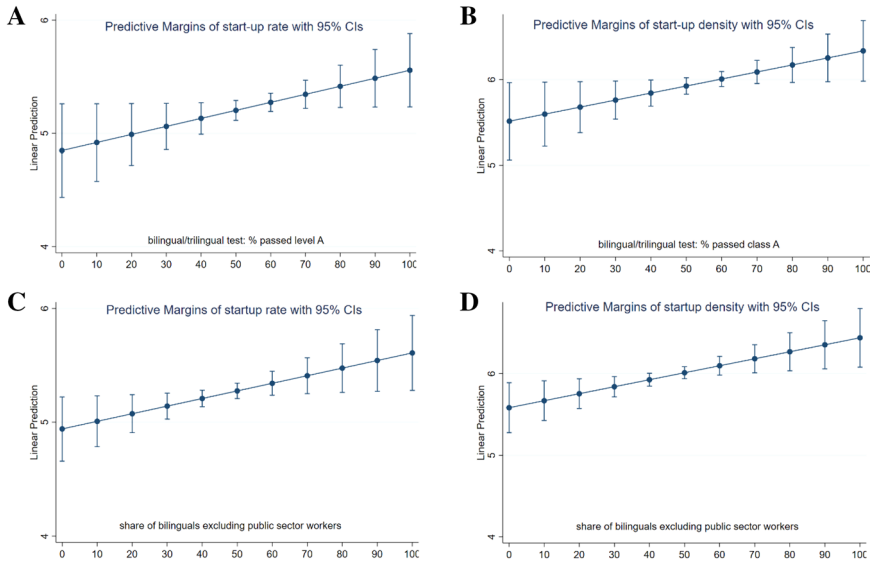 A
Predictive Margins of start-up rate with 95% CIs
Linear Prediction
6
5
4
bilingual/trilingual test: % passed level A
0 10 20 30 40 50 60 70 80 90 100
B
Predictive Margins of start-up density with 95% CIs
Linear Prediction
6
5
4
bilingual/trilingual test: % passed class A
0 10 20 30 40 50 60 70 80 90 100
C
Predictive Margins of startup rate with 95% CIs
Linear Prediction
6
5
4
share of bilinguals excluding public sector workers
0 10 20 30 40 50 60 70 80 90 100
D
Predictive Margins of startup density with 95% CIs
Linear Prediction
6
5
4
share of bilinguals excluding public sector workers
0 10 20 30 40 50 60 70 80 90 100